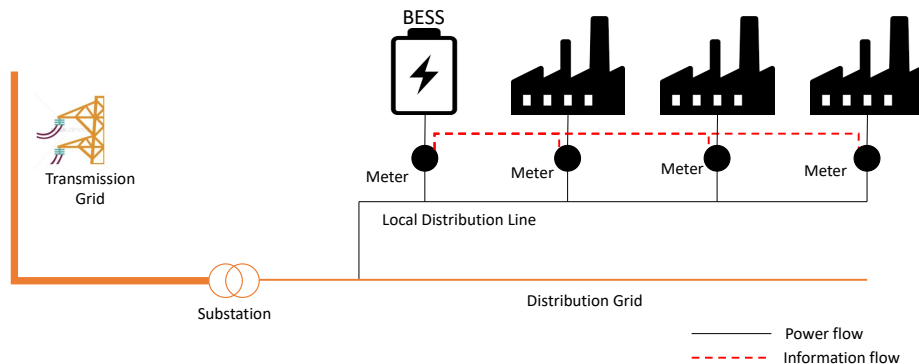 BESS
Transmission
Grid
Meter
Meter
Meter
Meter
Local Distribution Line
Substation
Distribution Grid
Power flow
Information flow